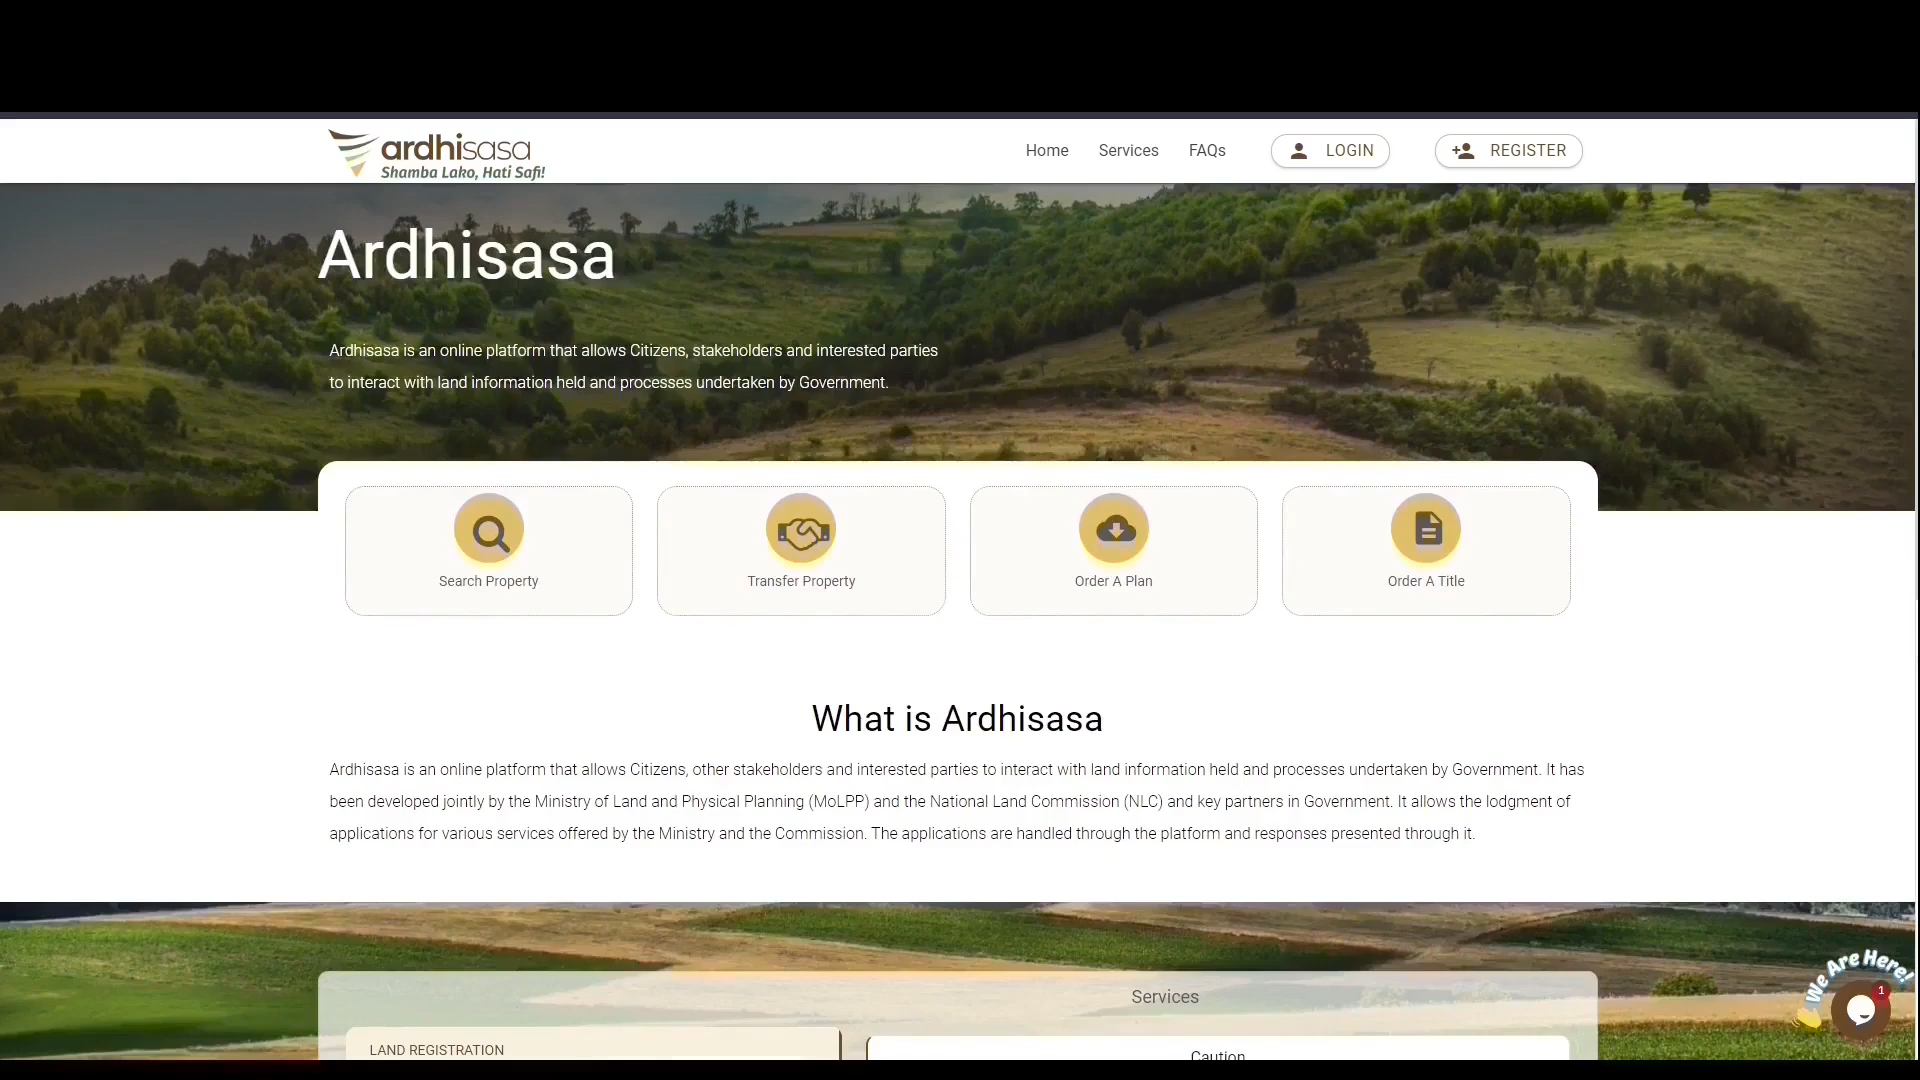 ardhisasa
Shamba Lako, Hati Safi!
Home Services FAQs LOGIN REGISTER
Ardhisasa
Ardhisasa is an online platform that allows Citizens, stakeholders and interested parties
to interact with land information held and processes undertaken by Government.
Search Property Transfer Property Order A Plan Order A Title
What is Ardhisasa
Ardhisasa is an online platform that allows Citizens, other stakeholders and interested parties to interact with land information held and processes undertaken by Government. It has
been developed jointly by the Ministry of Land and Physical Planning (MoLPP) and the National Land Commission (NLC) and key partners in Government. It allows the lodgment of
applications for various services offered by the Ministry and the Commission. The applications are handled through the platform and responses presented through it.
We Are Here!
1
Services
LAND REGISTRATION
Caution